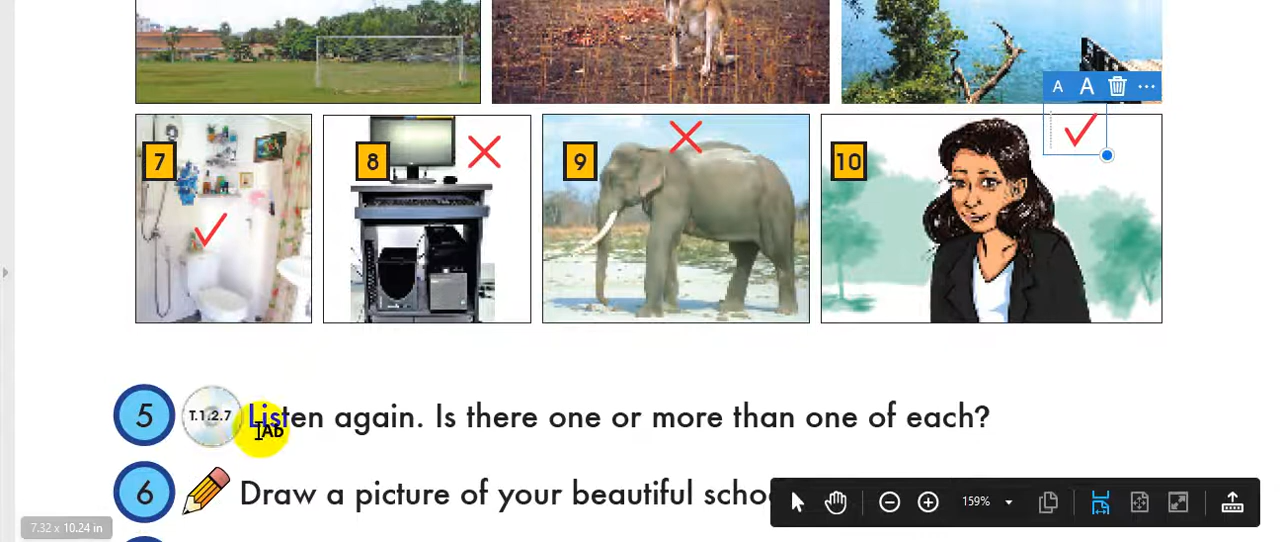 A A ...
7
8
9
10
5 T.1.2.7 Listen again. Is there one or more than one of each?
Ab
6 Draw a picture of your beautiful scho
159%
7.32 x 10.24 in